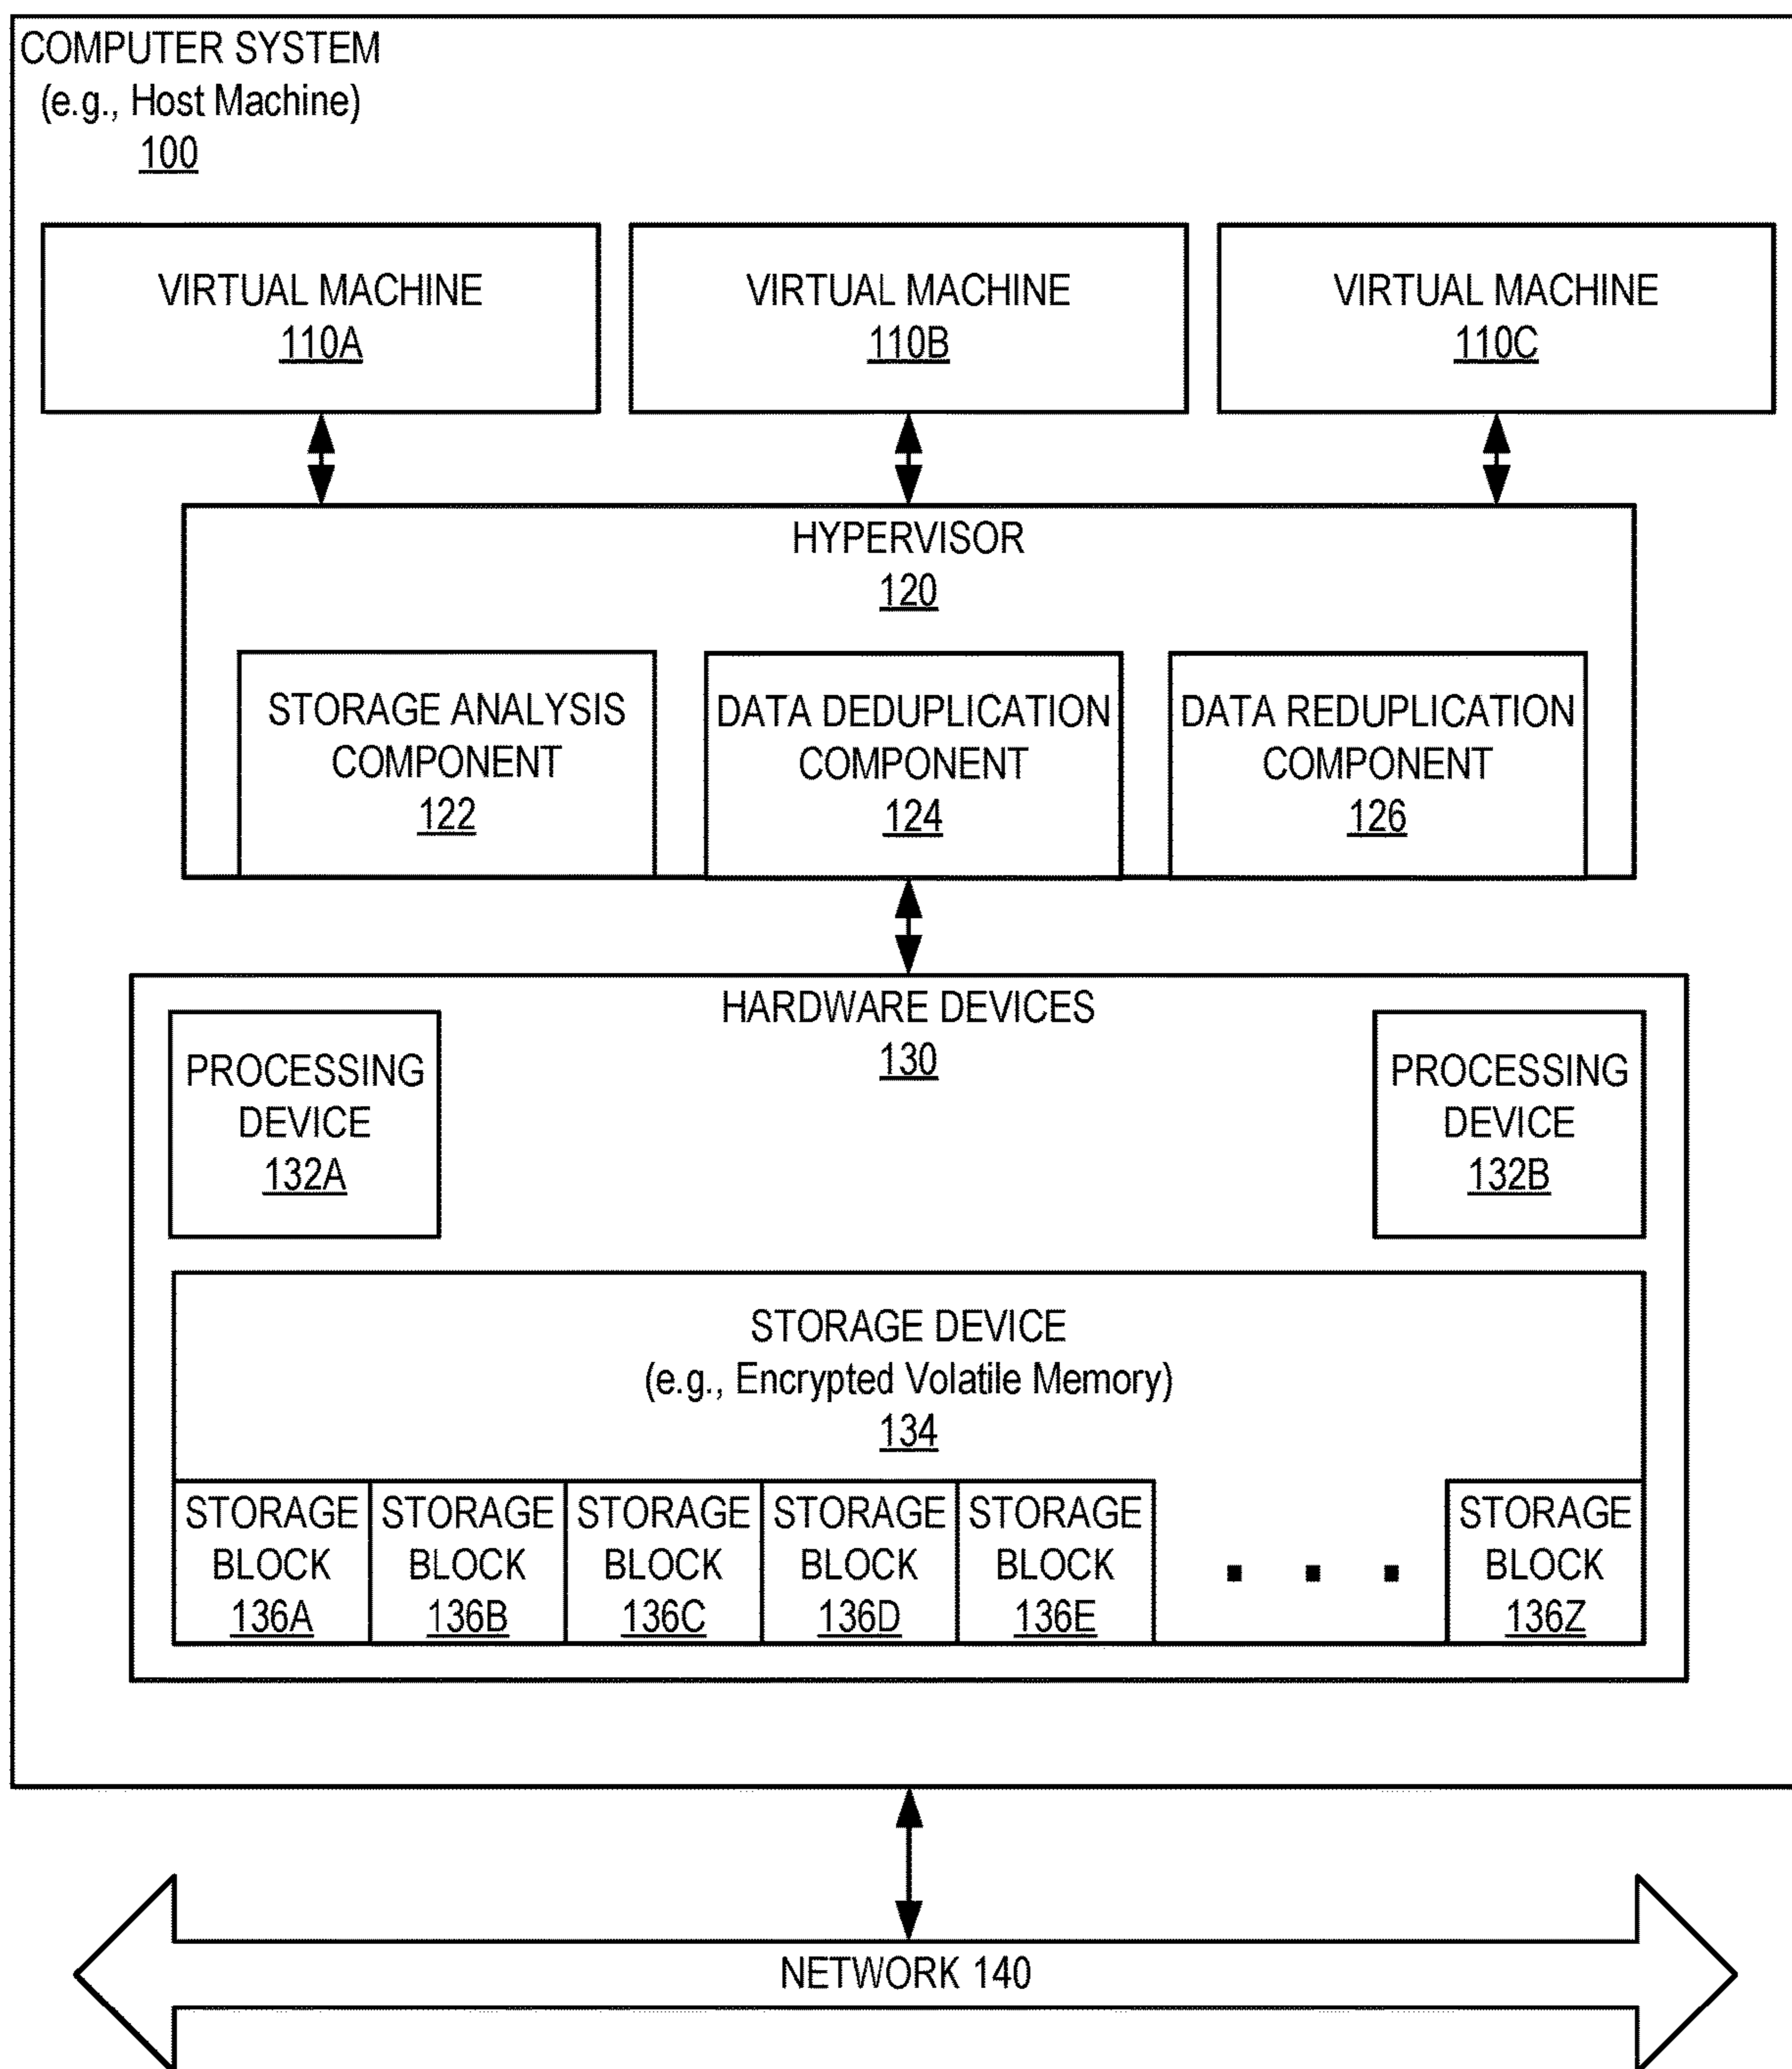 COMPUTER SYSTEM
(e.g., Host Machine)
100
VIRTUAL MACHINE
110A
VIRTUAL MACHINE
110B
VIRTUAL MACHINE
110C
HYPERVISOR
120
STORAGE ANALYSIS
COMPONENT
122
DATA DEDUPLICATION
COMPONENT
124
DATA REDUPLICATION
COMPONENT
126
HARDWARE DEVICES
130
PROCESSING
DEVICE
132A
PROCESSING
DEVICE
132B
STORAGE DEVICE
(e.g., Encrypted Volatile Memory)
134
STORAGE
BLOCK
136A
STORAGE
BLOCK
136B
STORAGE
BLOCK
136C
STORAGE
BLOCK
136D
STORAGE
BLOCK
136E
. . .
STORAGE
BLOCK
136Z
NETWORK 140